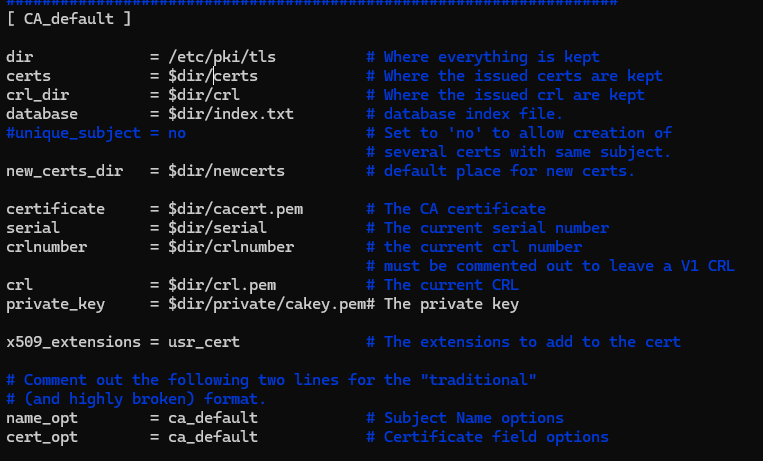 ####################################################################
[ CA_default ]

dir             = /etc/pki/tls          # Where everything is kept
certs           = $dir/certs            # Where the issued certs are kept
crl_dir         = $dir/crl              # Where the issued crl are kept
database        = $dir/index.txt        # database index file.
#unique_subject = no                    # Set to 'no' to allow creation of
                                        # several certs with same subject.
new_certs_dir   = $dir/newcerts         # default place for new certs.

certificate     = $dir/cacert.pem       # The CA certificate
serial          = $dir/serial           # The current serial number
crlnumber       = $dir/crlnumber        # the current crl number
                                        # must be commented out to leave a V1 CRL
crl             = $dir/crl.pem          # The current CRL
private_key     = $dir/private/cakey.pem# The private key

x509_extensions = usr_cert              # The extensions to add to the cert

# Comment out the following two lines for the "traditional"
# (and highly broken) format.
name_opt        = ca_default            # Subject Name options
cert_opt        = ca_default            # Certificate field options